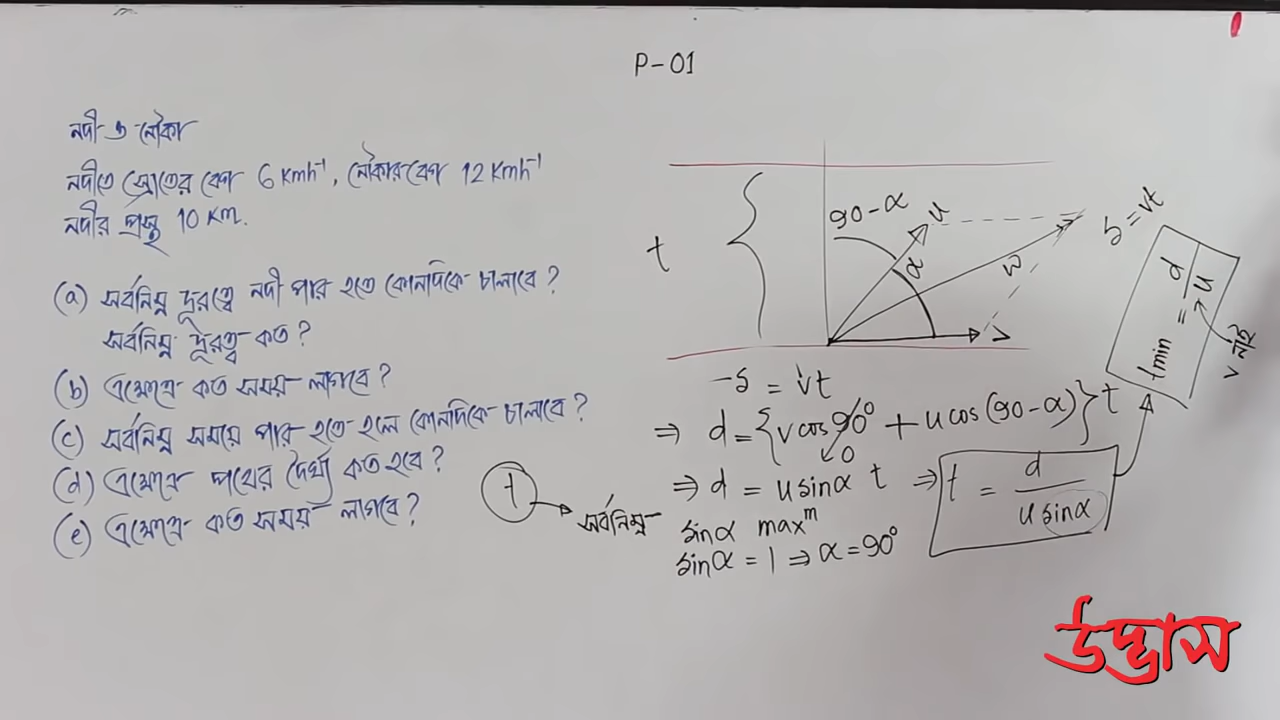 P-01
নদী ও নৌকা
নদীতে স্রোতের বেগ 6 Kmh⁻¹, নৌকার বেগ 12 Kmh⁻¹
নদীর প্রস্থ 10 Km.
(a) সর্বনিম্ন দূরত্বে নদী পার হতে কোনদিকে চালাবে?
সর্বনিম্ন দূরত্ব কত?
(b) এক্ষেত্রে কত সময় লাগবে?
(c) সর্বনিম্ন সময়ে পার হতে হলে কোনদিকে চালাবে?
(d) এক্ষেত্রে পথের দৈর্ঘ্য কত হবে?
(e) এক্ষেত্রে কত সময় লাগবে?
t
90-α
u
α
w
v
s = vt
t min = d/u
v নাই
s = vt
⇒ d = {v cos 90° + u cos (90 - α)} t
0
⇒ d = u sinα t ⇒ t = d/u sinα
t
সর্বনিম্ন
sinα maxᵐ
sinα = 1 ⇒ α = 90°
উদ্ভাস